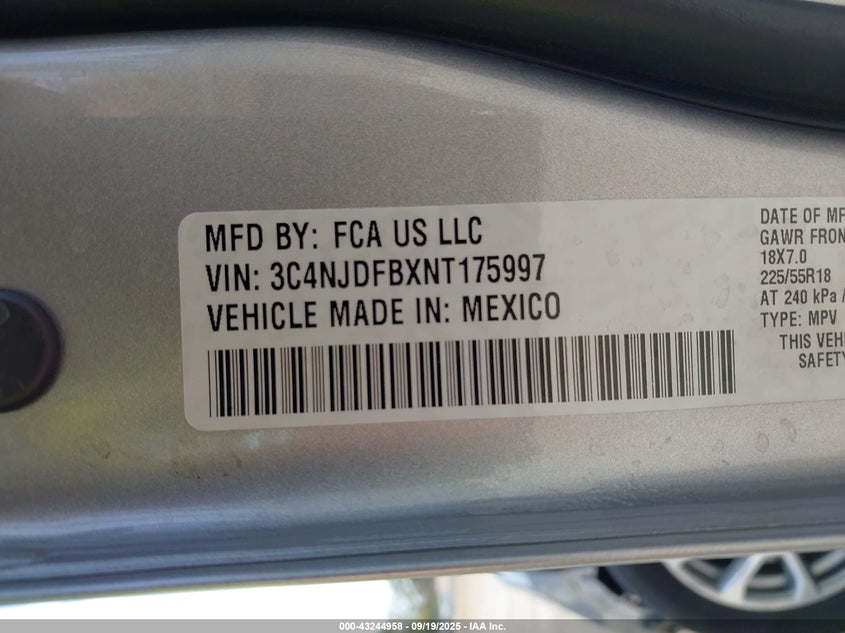 MFD BY: FCA US LLC
VIN: 3C4NJDFBXNT175997
VEHICLE MADE IN: MEXICO
DATE OF MF
GAWR FRON
18X7.0
225/55R18
AT 240 kPa /
TYPE: MPV
THIS VEHI
SAFETY
000-43244958 - 09/19/2025 - IAA Inc.